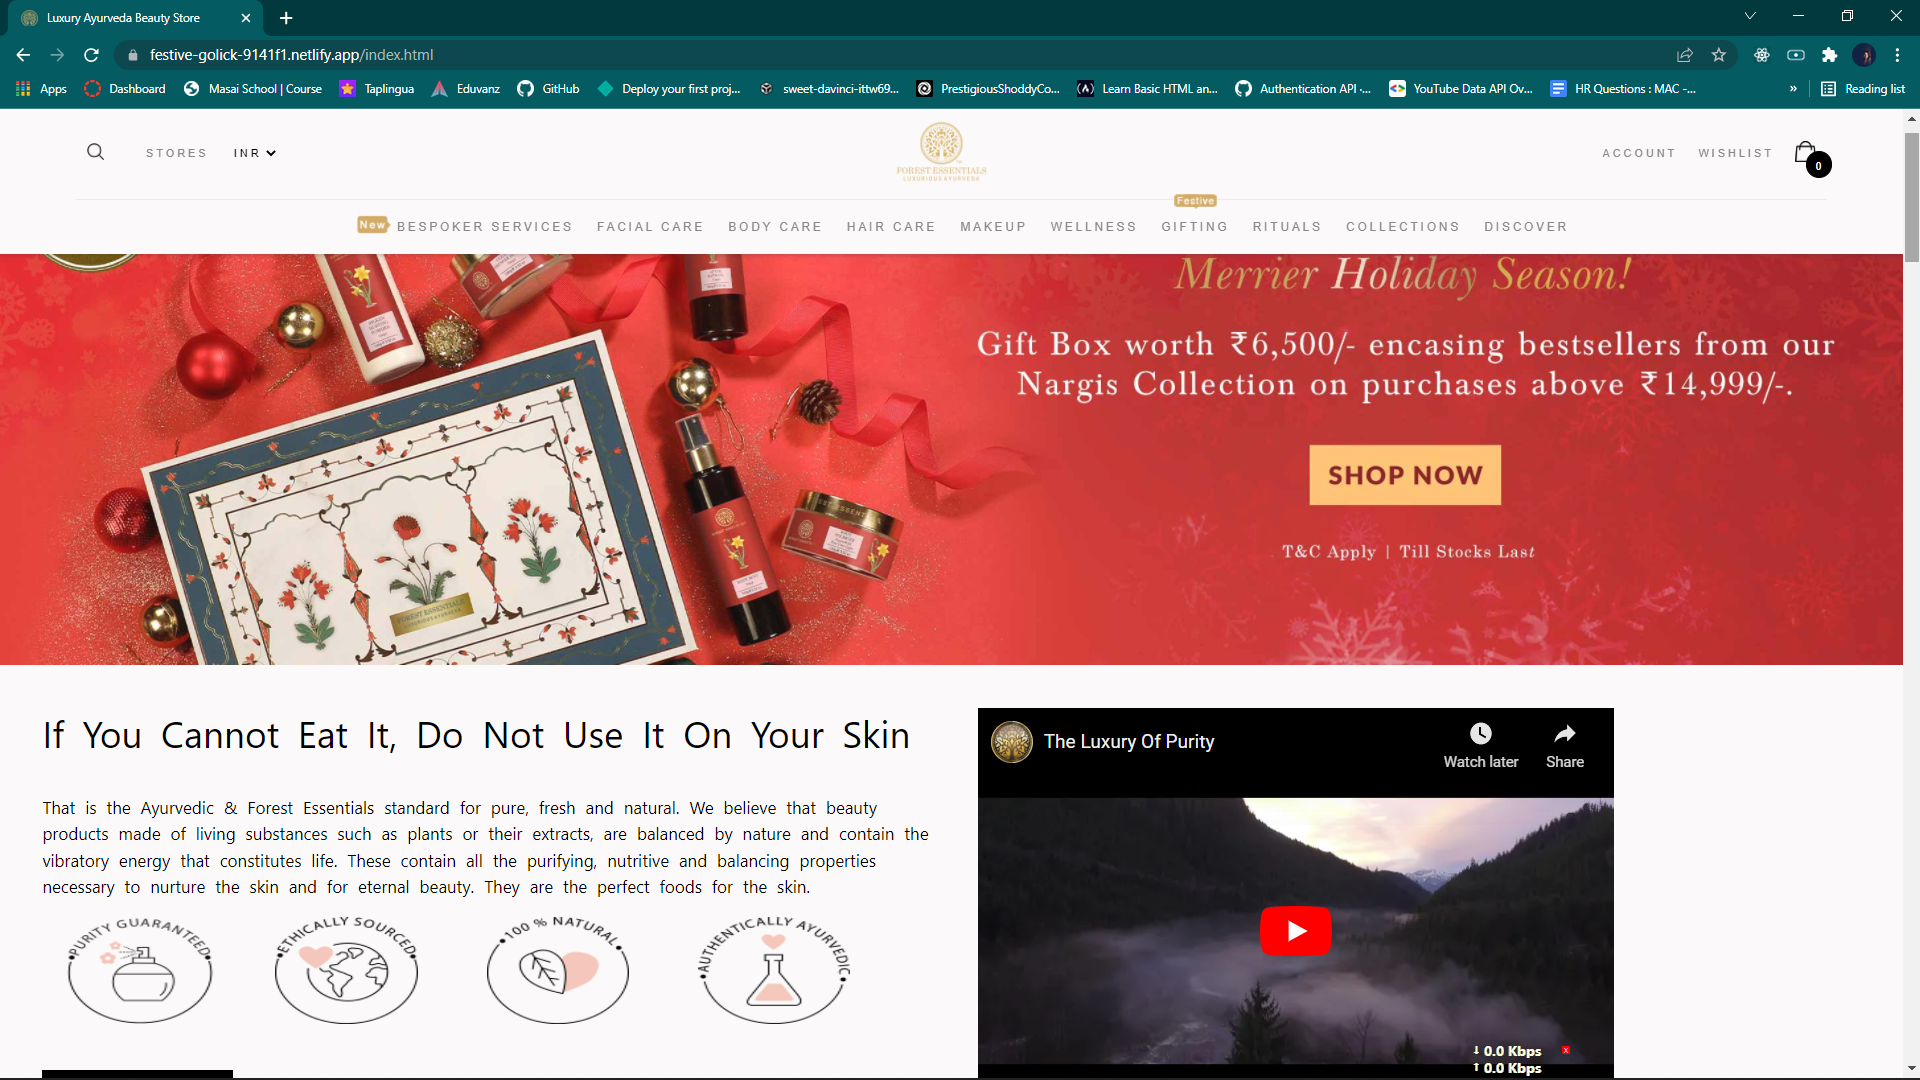 Luxury Ayurveda Beauty Store
festive-golick-9141f1.netlify.app/index.html
Apps
Dashboard
Masai School | Course
Taplingua
Eduvanz
GitHub
Deploy your first proj...
sweet-davinci-ittw69...
PrestigiousShoddyCo...
Learn Basic HTML an...
Authentication API ·...
YouTube Data API Ov...
HR Questions : MAC -...
»
Reading list
STORES
INR
FOREST ESSENTIALS
LUXURIOUS AYURVEDA
ACCOUNT
WISHLIST
0
New
BESPOKER SERVICES
FACIAL CARE
BODY CARE
HAIR CARE
MAKEUP
WELLNESS
Festive
GIFTING
RITUALS
COLLECTIONS
DISCOVER
Merrier Holiday Season!
Gift Box worth ₹6,500/- encasing bestsellers from our
Nargis Collection on purchases above ₹14,999/-.
SHOP NOW
T&C Apply | Till Stocks Last
FOREST ESSENTIALS
LUXURIOUS AYURVEDA
If You Cannot Eat It, Do Not Use It On Your Skin
That is the Ayurvedic & Forest Essentials standard for pure, fresh and natural. We believe that beauty
products made of living substances such as plants or their extracts, are balanced by nature and contain the
vibratory energy that constitutes life. These contain all the purifying, nutritive and balancing properties
necessary to nurture the skin and for eternal beauty. They are the perfect foods for the skin.
PURITY GUARANTEED
ETHICALLY SOURCED
100 % NATURAL
AUTHENTICALLY AYURVEDIC
The Luxury Of Purity
Watch later
Share
0.0 Kbps
0.0 Kbps